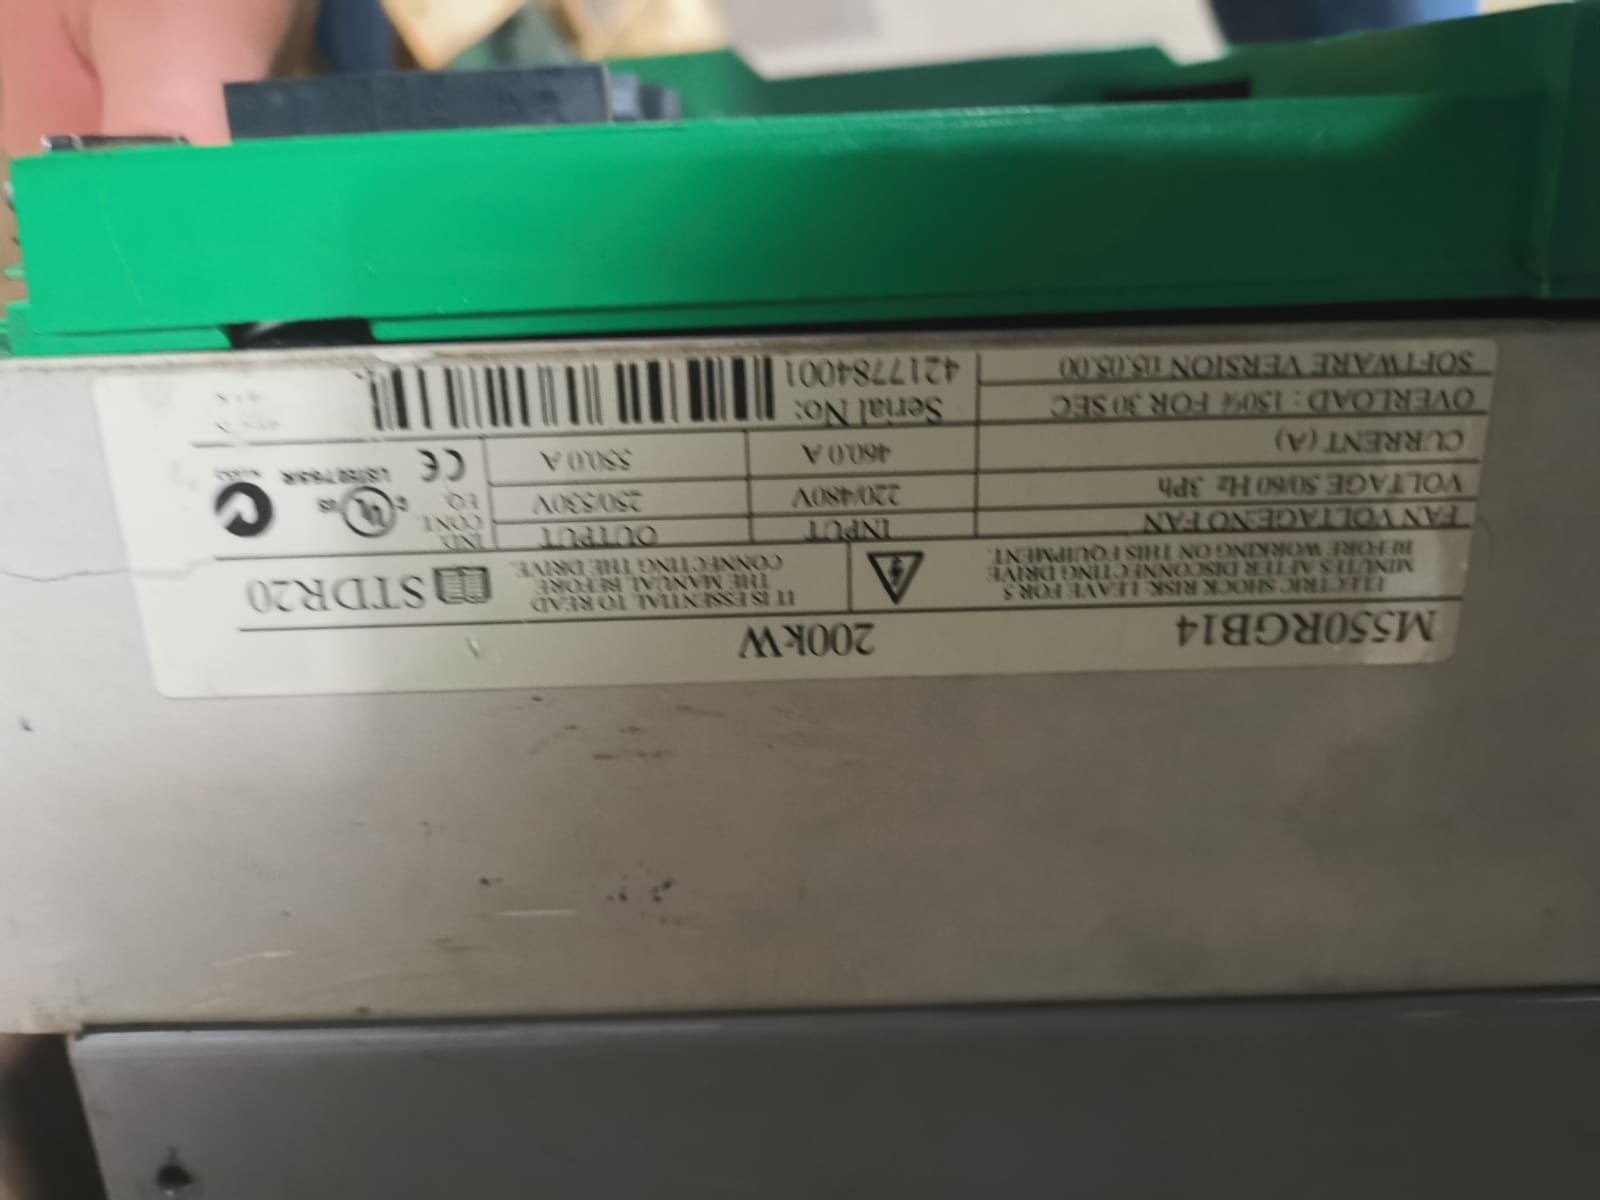 M550RGB14 200kW
ELECTRIC SHOCK RISK: LEAVE FOR 5
MINUTES AFTER DISCONNECTING DRIVE
BEFORE WORKING ON THIS EQUIPMENT.
IT IS ESSENTIAL TO READ
THE MANUAL BEFORE
CONNECTING THE DRIVE.
STDR20
FAN VOLTAGENO FAN INPUT OUTPUT
VOLTAGE 50/60 Hz 3Ph 220/480V 250/530V
CURRENT (A) 460.0 A 550.0 A
IND.
CONT.
EQ.
C UL US
CE
OVERLOAD : 150% FOR 30 SEC
SOFTWARE VERSION 05.05.00
Serial No:
4217784001